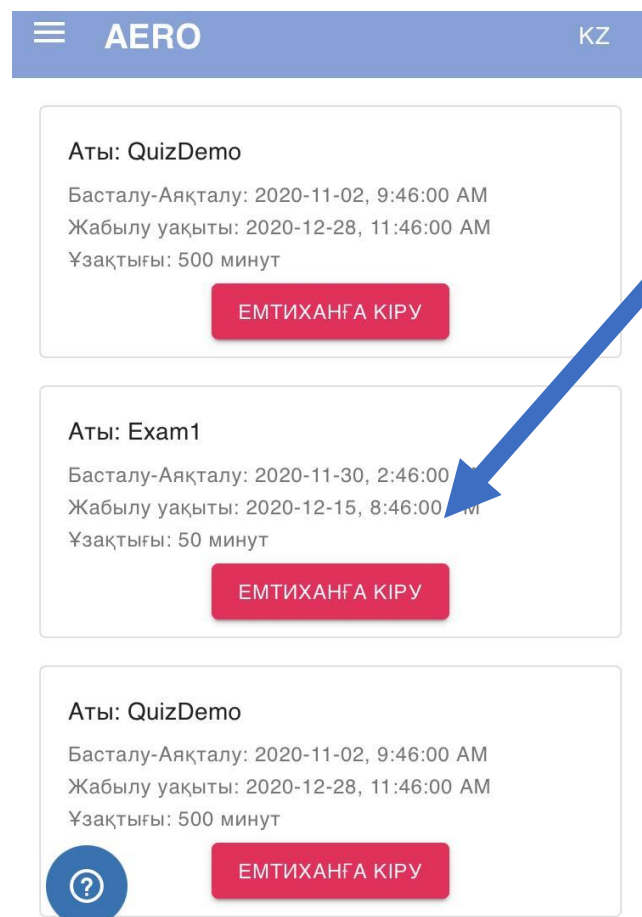 AERO KZ
Аты: QuizDemo
Басталу-Аяқталу: 2020-11-02, 9:46:00 AM
Жабылу уақыты: 2020-12-28, 11:46:00 AM
Ұзақтығы: 500 минут
ЕМТИХАНҒА КІРУ
Аты: Exam1
Басталу-Аяқталу: 2020-11-30, 2:46:00
Жабылу уақыты: 2020-12-15, 8:46:00
Ұзақтығы: 50 минут
ЕМТИХАНҒА КІРУ
Аты: QuizDemo
Басталу-Аяқталу: 2020-11-02, 9:46:00 AM
Жабылу уақыты: 2020-12-28, 11:46:00 AM
Ұзақтығы: 500 минут
ЕМТИХАНҒА КІРУ